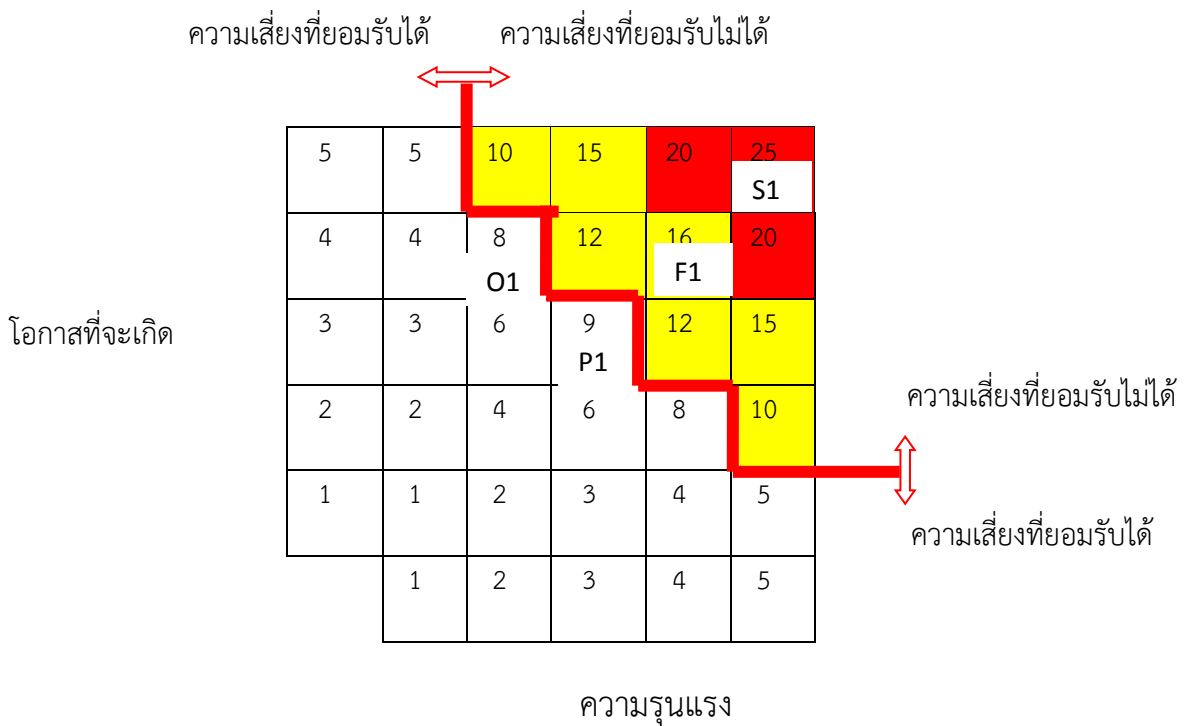 ความเสี่ยงที่ยอมรับได้ ความเสี่ยงที่ยอมรับไม่ได้
5 5 10 15 20 25
S1
4 4 8 12 16 20
O1 F1
โอกาสที่จะเกิด
3 3 6 9 12 15
P1
ความเสี่ยงที่ยอมรับไม่ได้
2 2 4 6 8 10
1 1 2 3 4 5
ความเสี่ยงที่ยอมรับได้
1 2 3 4 5
ความรุนแรง